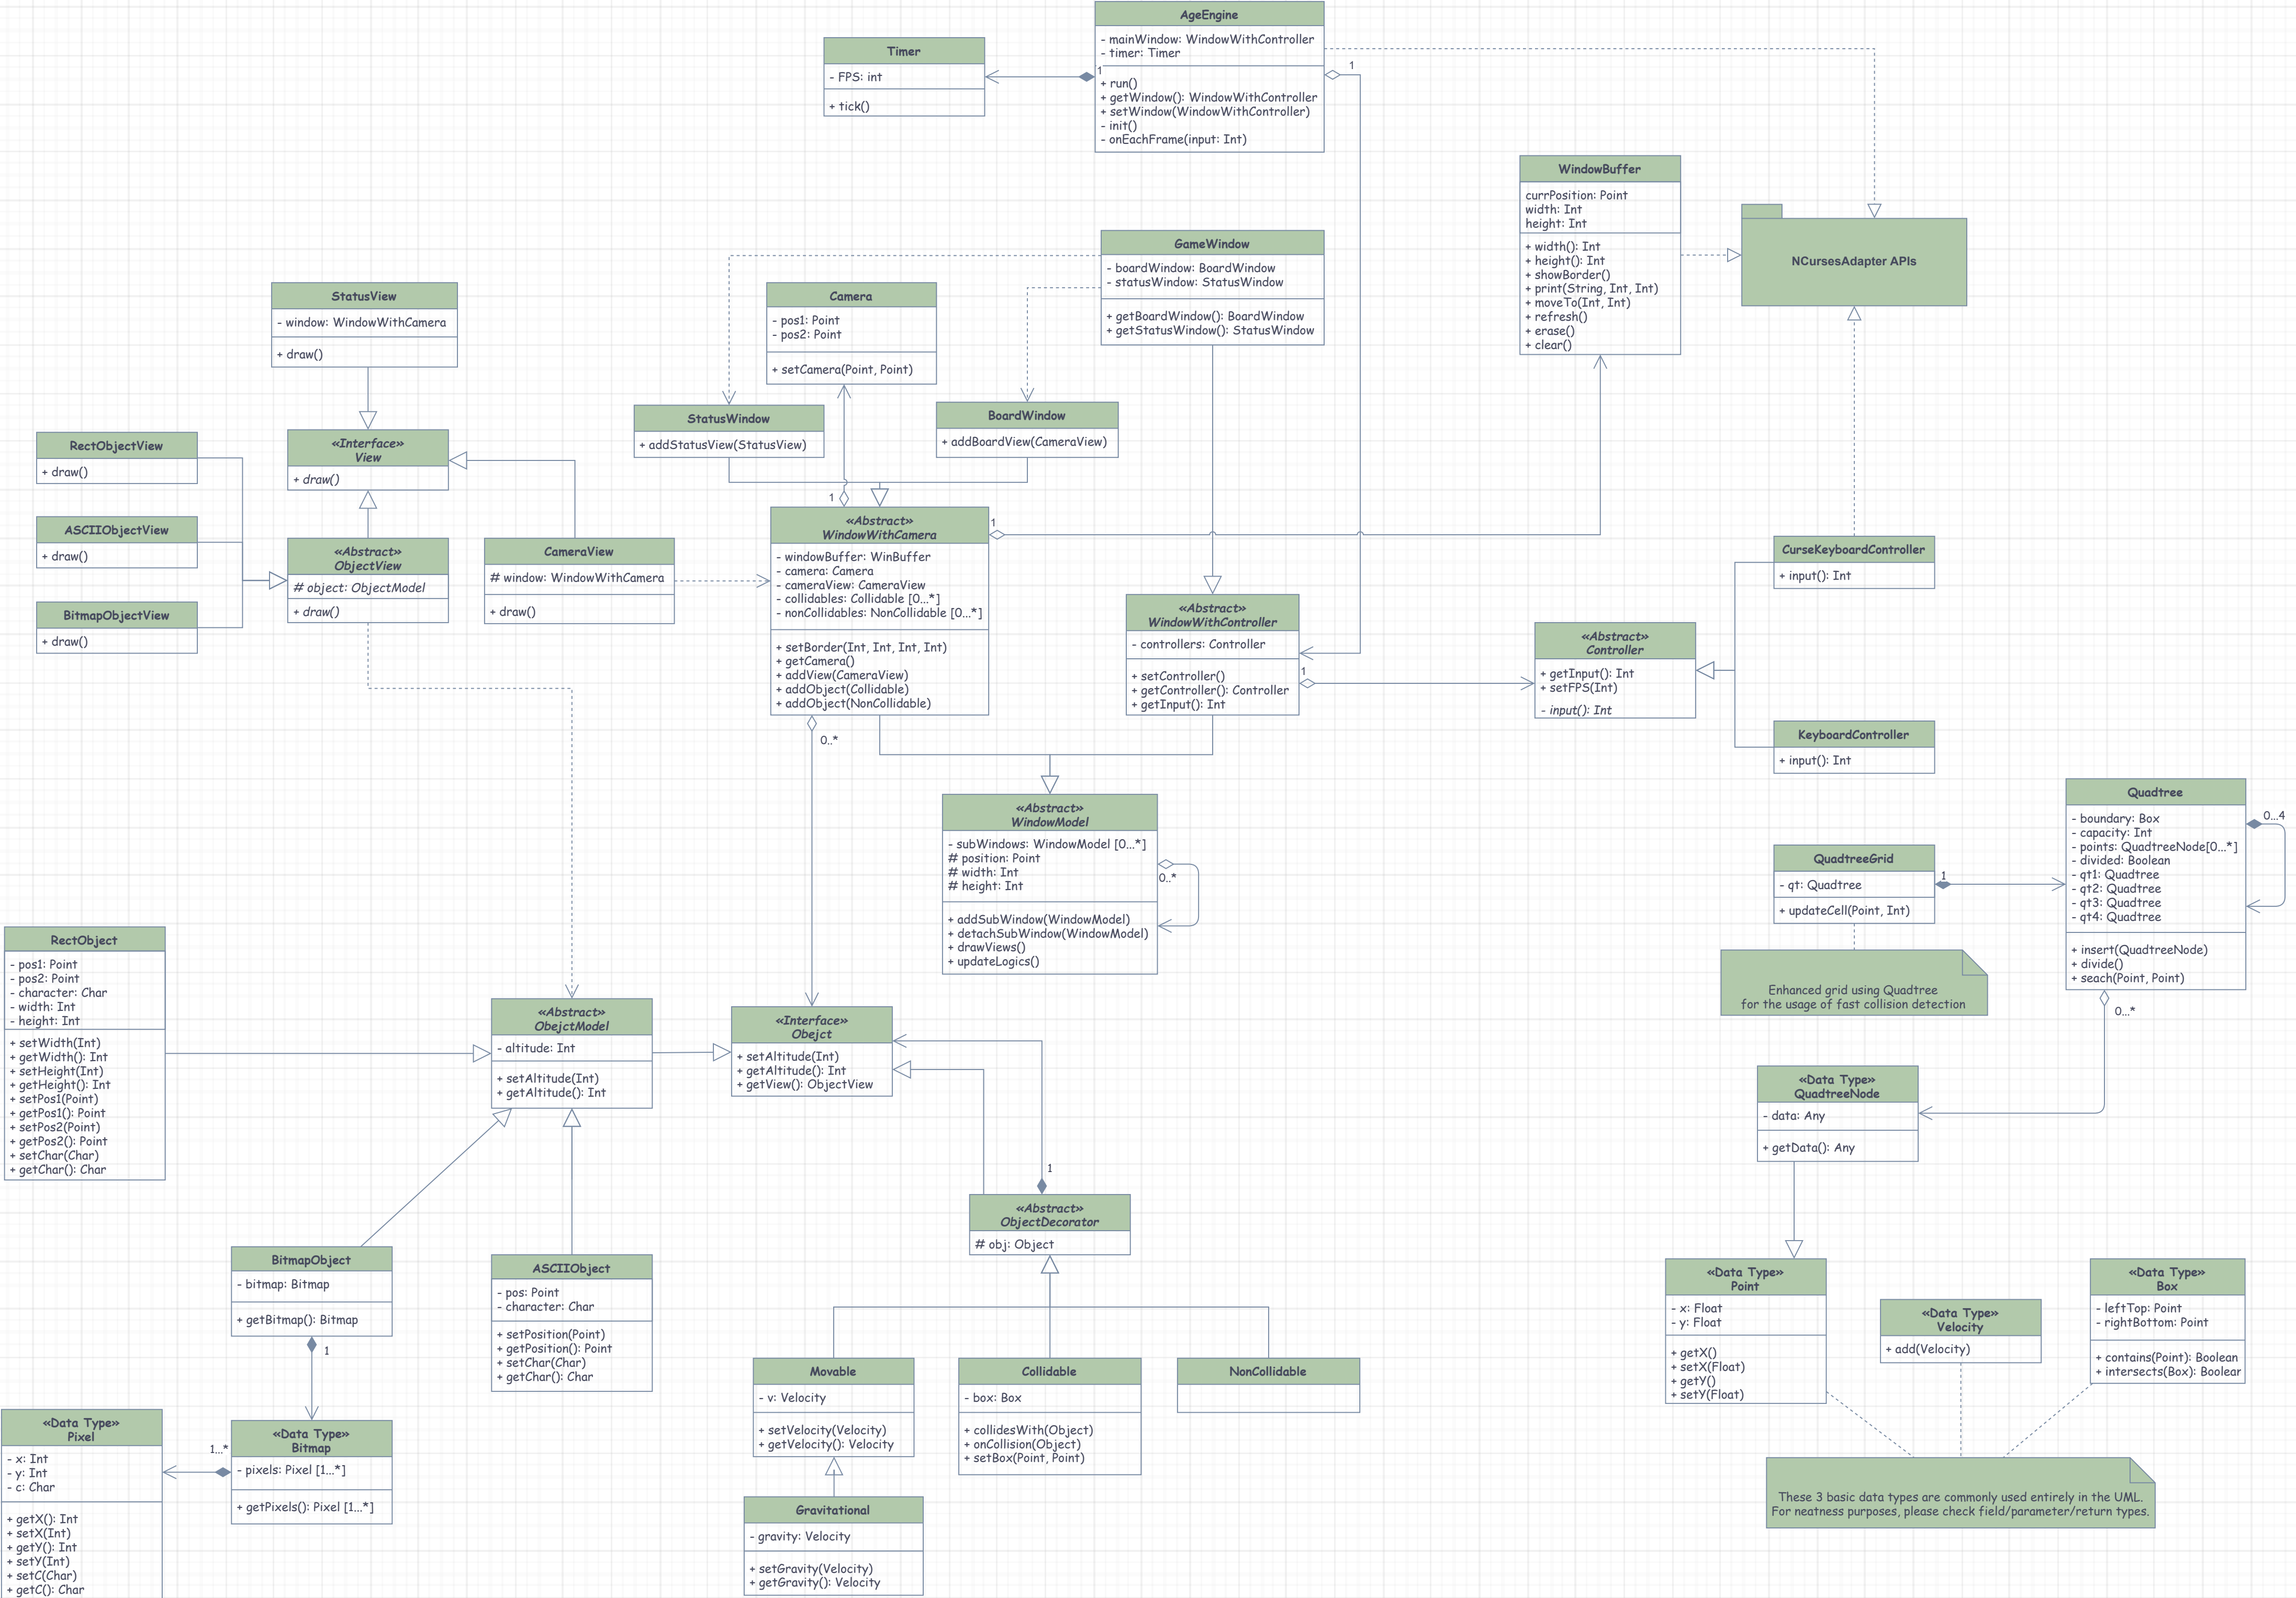 AgeEngine
- mainWindow: WindowWithController
- timer: Timer
+ run()
+ getWindow(): WindowWithController
+ setWindow(WindowWithController)
- init()
- onEachFrame(input: Int)
1
1
Timer
- FPS: int
+ tick()
WindowBuffer
currPosition: Point
width: Int
height: Int
+ width(): Int
+ height(): Int
+ showBorder()
+ print(String, Int, Int)
+ moveTo(Int, Int)
+ refresh()
+ erase()
+ clear()
NCursesAdapter APIs
GameWindow
- boardWindow: BoardWindow
- statusWindow: StatusWindow
+ getBoardWindow(): BoardWindow
+ getStatusWindow(): StatusWindow
StatusView
- window: WindowWithCamera
+ draw()
Camera
- pos1: Point
- pos2: Point
+ setCamera(Point, Point)
StatusWindow
+ addStatusView(StatusView)
BoardWindow
+ addBoardView(CameraView)
RectObjectView
+ draw()
«Interface»
View
+ draw()
ASCIIObjectView
+ draw()
«Abstract»
ObjectView
# object: ObjectModel
+ draw()
BitmapObjectView
+ draw()
CameraView
# window: WindowWithCamera
+ draw()
1
1
«Abstract»
WindowWithCamera
- windowBuffer: WinBuffer
- camera: Camera
- cameraView: CameraView
- collidables: Collidable [0...*]
- nonCollidables: NonCollidable [0...*]
+ setBorder(Int, Int, Int, Int)
+ getCamera()
+ addView(CameraView)
+ addObject(Collidable)
+ addObject(NonCollidable)
0..*
«Abstract»
WindowWithController
- controllers: Controller
+ setController()
+ getController(): Controller
+ getInput(): Int
1
CurseKeyboardController
+ input(): Int
«Abstract»
Controller
+ getInput(): Int
+ setFPS(Int)
- input(): Int
KeyboardController
+ input(): Int
«Abstract»
WindowModel
- subWindows: WindowModel [0...*]
# position: Point
# width: Int
# height: Int
+ addSubWindow(WindowModel)
+ detachSubWindow(WindowModel)
+ drawViews()
+ updateLogics()
0..*
Quadtree
- boundary: Box
- capacity: Int
- points: QuadtreeNode[0...*]
- divided: Boolean
- qt1: Quadtree
- qt2: Quadtree
- qt3: Quadtree
- qt4: Quadtree
+ insert(QuadtreeNode)
+ divide()
+ seach(Point, Point)
0...4
0...*
QuadtreeGrid
- qt: Quadtree
+ updateCell(Point, Int)
1
Enhanced grid using Quadtree
for the usage of fast collision detection
RectObject
- pos1: Point
- pos2: Point
- character: Char
- width: Int
- height: Int
+ setWidth(Int)
+ getWidth(): Int
+ setHeight(Int)
+ getHeight(): Int
+ setPos1(Point)
+ getPos1(): Point
+ setPos2(Point)
+ getPos2(): Point
+ setChar(Char)
+ getChar(): Char
«Abstract»
ObejctModel
- altitude: Int
+ setAltitude(Int)
+ getAltitude(): Int
«Interface»
Obejct
+ setAltitude(Int)
+ getAltitude(): Int
+ getView(): ObjectView
«Data Type»
QuadtreeNode
- data: Any
+ getData(): Any
1
«Abstract»
ObjectDecorator
# obj: Object
BitmapObject
- bitmap: Bitmap
+ getBitmap(): Bitmap
1
ASCIIObject
- pos: Point
- character: Char
+ setPosition(Point)
+ getPosition(): Point
+ setChar(Char)
+ getChar(): Char
«Data Type»
Point
- x: Float
- y: Float
+ getX()
+ setX(Float)
+ getY()
+ setY(Float)
«Data Type»
Velocity
+ add(Velocity)
«Data Type»
Box
- leftTop: Point
- rightBottom: Point
+ contains(Point): Boolean
+ intersects(Box): Boolear
Movable
- v: Velocity
+ setVelocity(Velocity)
+ getVelocity(): Velocity
Collidable
- box: Box
+ collidesWith(Object)
+ onCollision(Object)
+ setBox(Point, Point)
NonCollidable
«Data Type»
Pixel
- x: Int
- y: Int
- c: Char
+ getX(): Int
+ setX(Int)
+ getY(): Int
+ setY(Int)
+ setC(Char)
+ getC(): Char
1...*
«Data Type»
Bitmap
- pixels: Pixel [1...*]
+ getPixels(): Pixel [1...*]
Gravitational
- gravity: Velocity
+ setGravity(Velocity)
+ getGravity(): Velocity
These 3 basic data types are commonly used entirely in the UML.
For neatness purposes, please check field/parameter/return types.